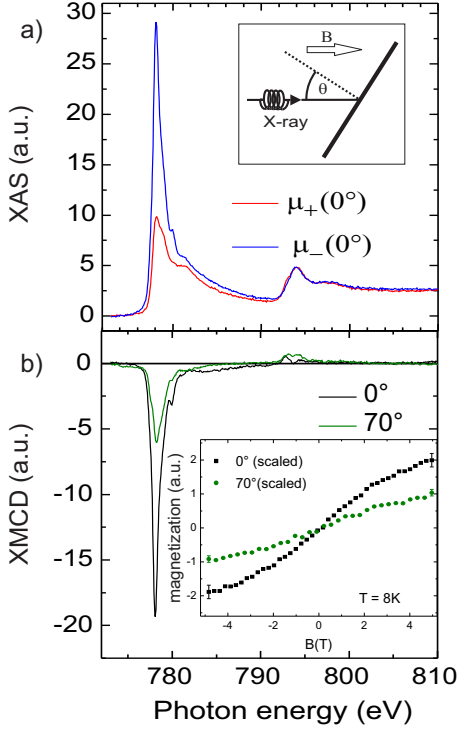 a)
30
25
20
15
10
5
0
XAS (a.u.)
B
θ
X-ray
μ₊(0°)
μ₋(0°)
b)
0
-5
-10
-15
-20
XMCD (a.u.)
0°
70°
0° (scaled)
70°(scaled)
magnetization (a.u.)
2
1
0
-1
-2
T = 8K
-4 -2 0 2 4
B(T)
780 790 800 810
Photon energy (eV)